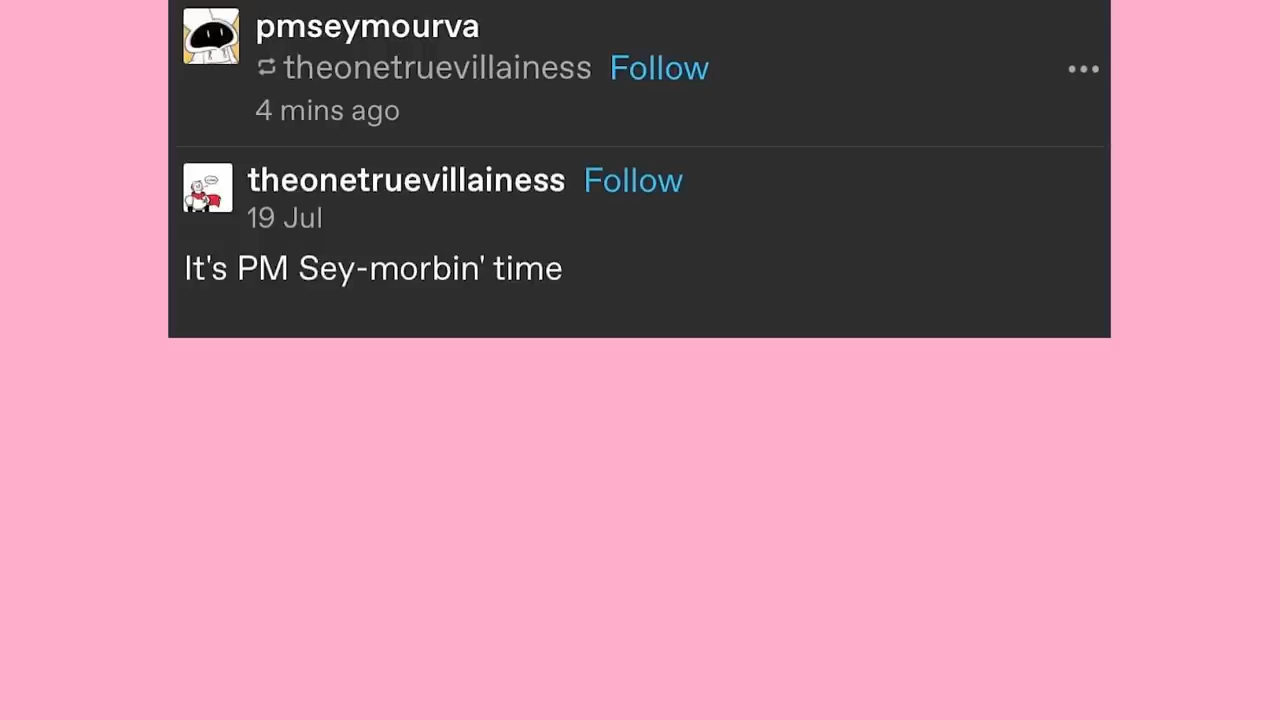 pmseymourva
theonetruevillainess Follow
4 mins ago
theonetruevillainess Follow
19 Jul
It's PM Sey-morbin' time